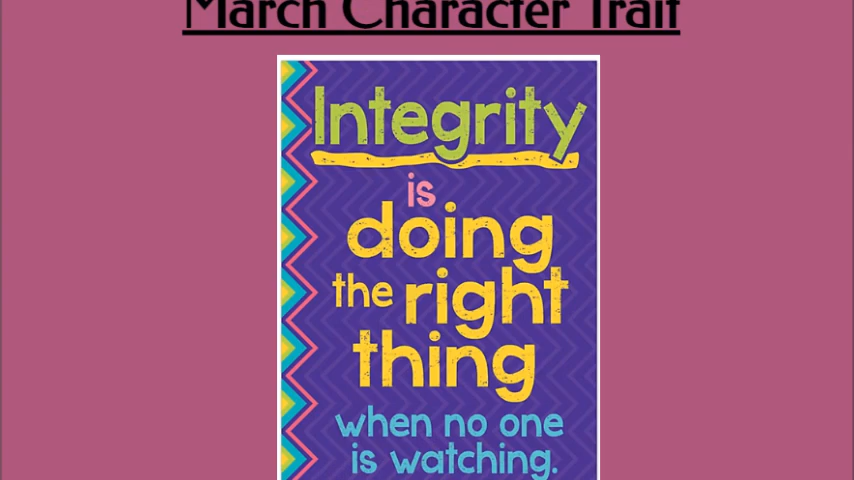 March Character Trait
Integrity
is
doing
the right
thing
when no one
is watching.